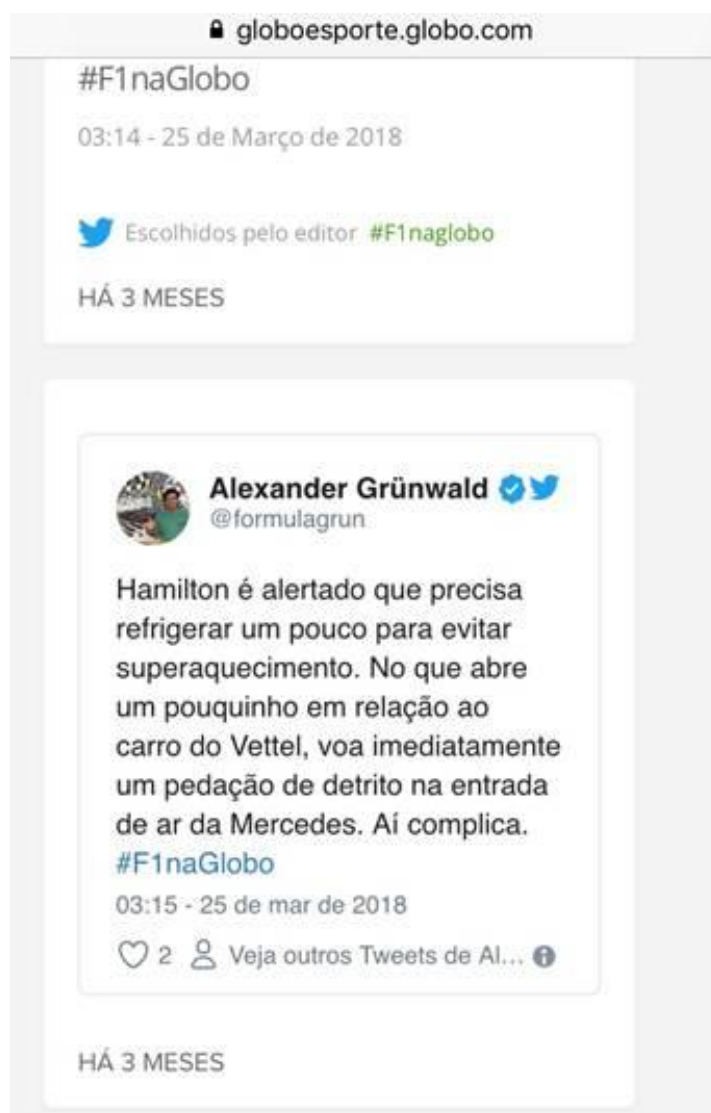 globoesporte.globo.com
#F1naGlobo
03:14 - 25 de Março de 2018
Escolhidos pelo editor #F1naglobo
HÁ 3 MESES
Alexander Grünwald
@formulagrun
Hamilton é alertado que precisa
refrigerar um pouco para evitar
superaquecimento. No que abre
um pouquinho em relação ao
carro do Vettel, voa imediatamente
um pedação de detrito na entrada
de ar da Mercedes. Aí complica.
#F1naGlobo
03:15 - 25 de mar de 2018
2 Veja outros Tweets de Al...
HÁ 3 MESES